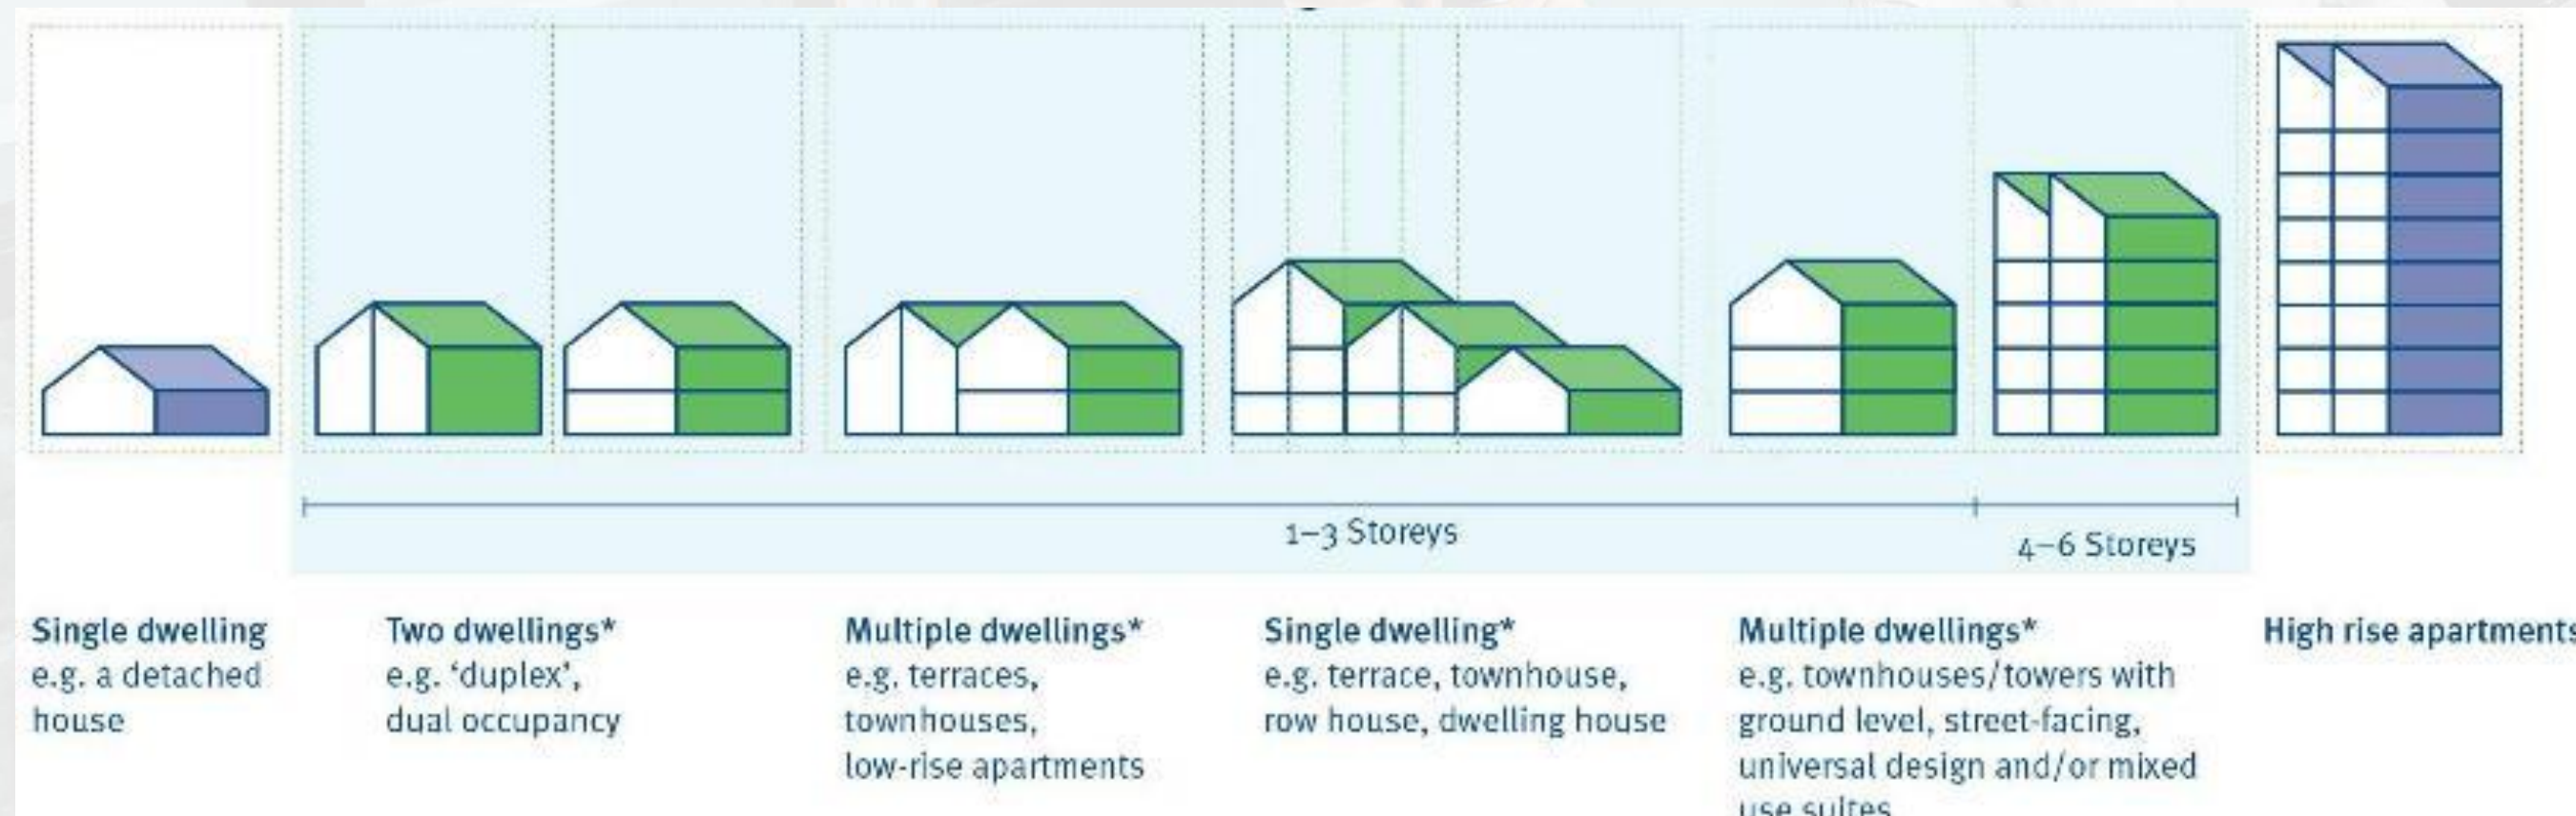 1–3 Storeys
4–6 Storeys
Single dwelling
e.g. a detached
house
Two dwellings*
e.g. ‘duplex’,
dual occupancy
Multiple dwellings*
e.g. terraces,
townhouses,
low-rise apartments
Single dwelling*
e.g. terrace, townhouse,
row house, dwelling house
Multiple dwellings*
e.g. townhouses/towers with
ground level, street-facing,
universal design and/or mixed
use suites
High rise apartments